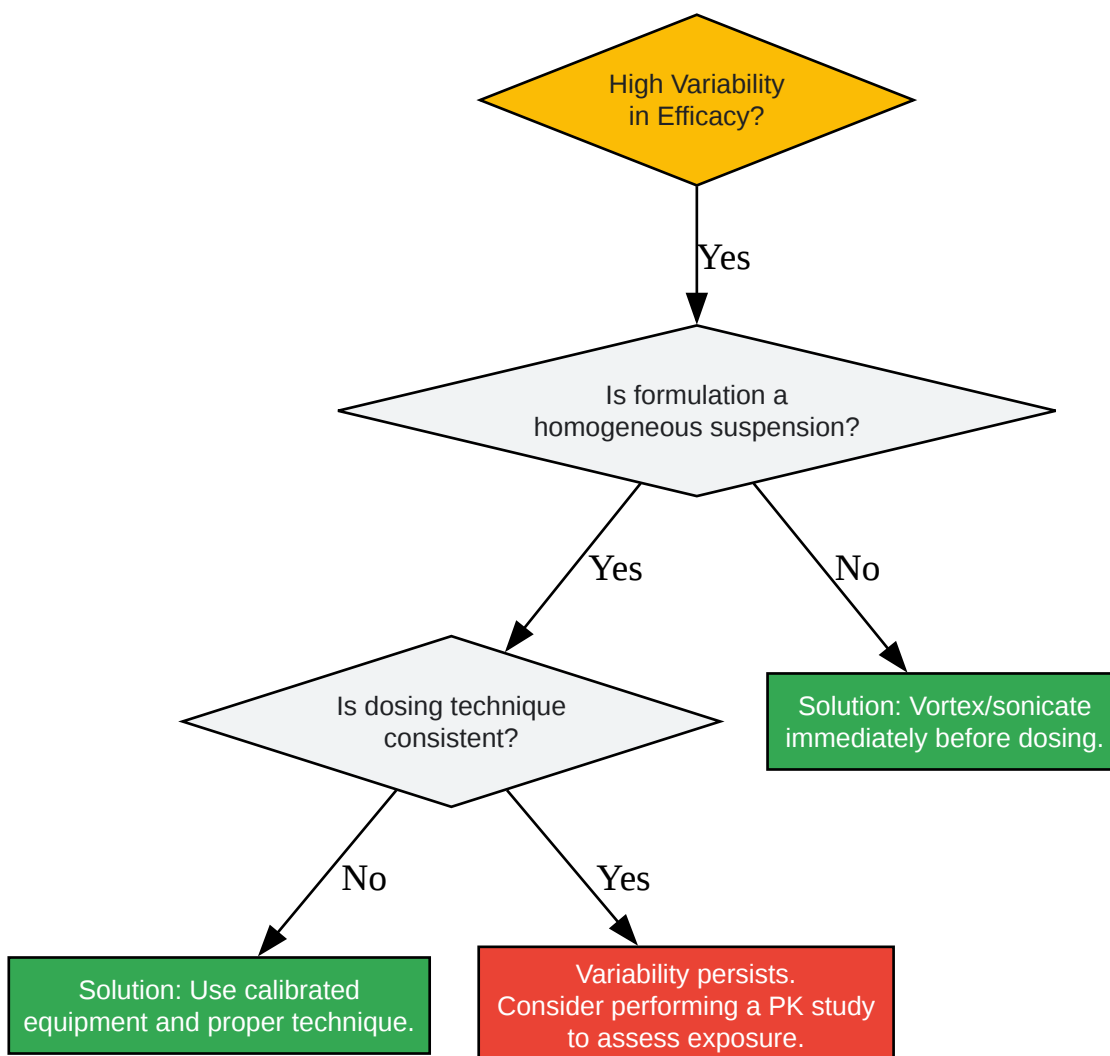 High Variability
in Efficacy?
Yes
Is formulation a
homogeneous suspension?
Yes
No
Is dosing technique
consistent?
Solution: Vortex/sonicate
immediately before dosing.
No
Yes
Solution: Use calibrated
equipment and proper technique.
Variability persists.
Consider performing a PK study
to assess exposure.